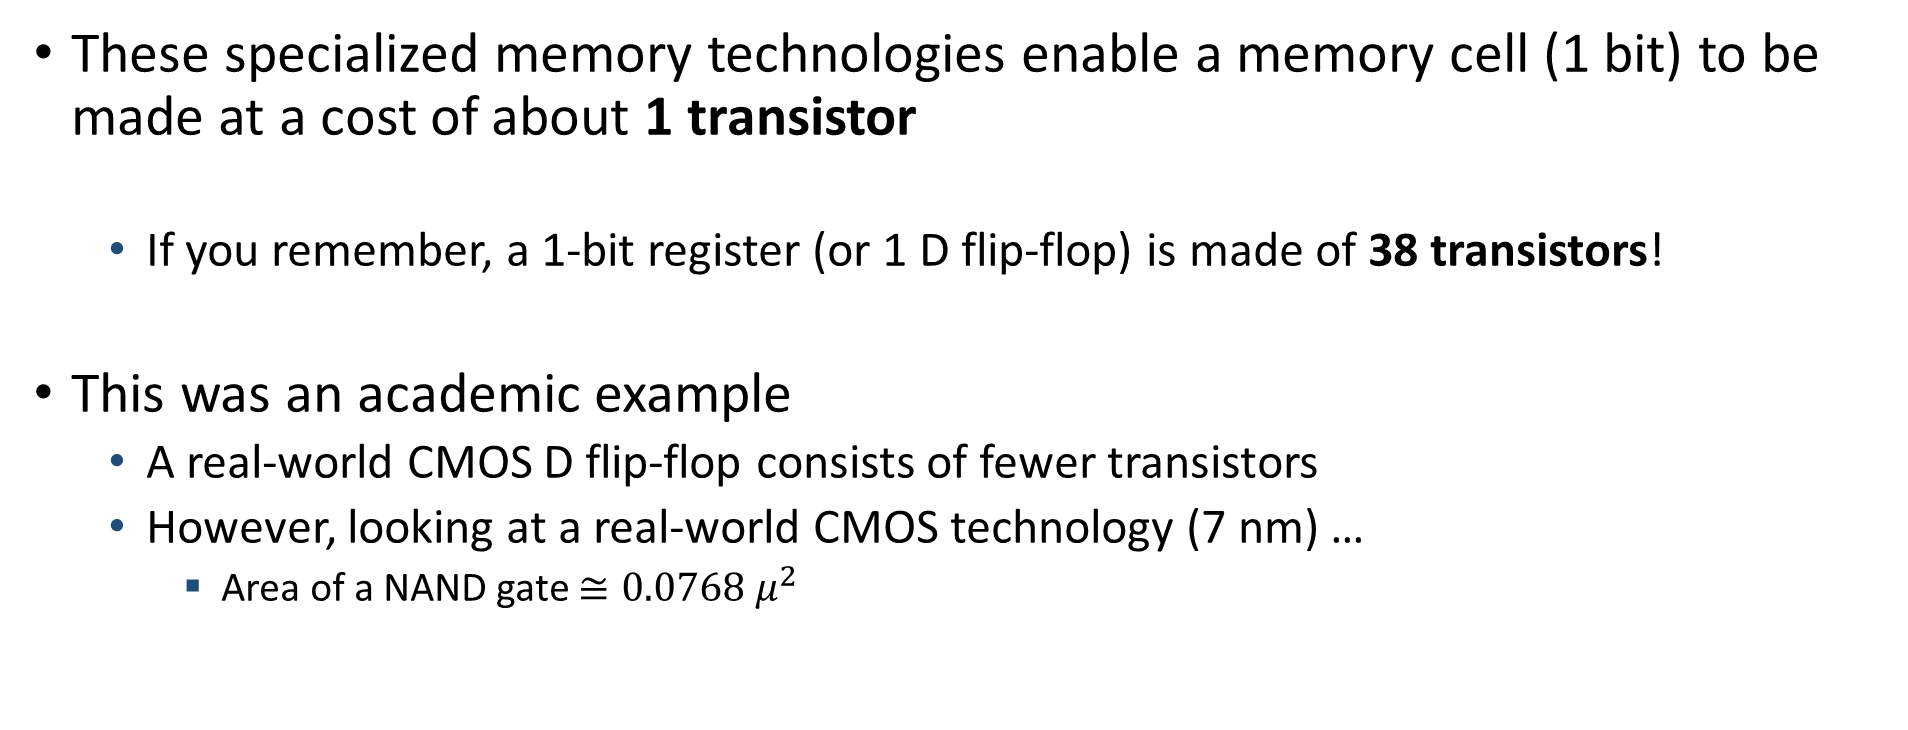 • These specialized memory technologies enable a memory cell (1 bit) to be
made at a cost of about 1 transistor
• If you remember, a 1-bit register (or 1 D flip-flop) is made of 38 transistors!
• This was an academic example
• A real-world CMOS D flip-flop consists of fewer transistors
• However, looking at a real-world CMOS technology (7 nm) …
▪ Area of a NAND gate ≅ 0.0768 μ²